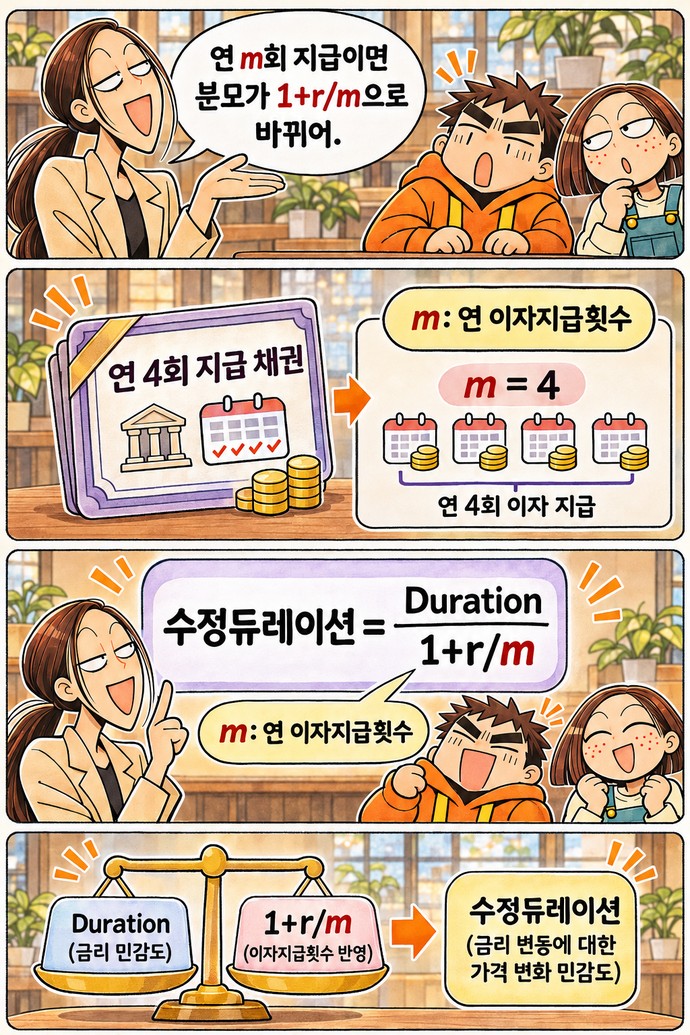 연 m회 지급이면
분모가 1+r/m으로
바뀌어.
연 4회 지급 채권
m: 연 이자지급횟수
m = 4
연 4회 이자 지급
수정듀레이션 = Duration / 1+r/m
m: 연 이자지급횟수
Duration
(금리 민감도)
1+r/m
(이자지급횟수 반영)
수정듀레이션
(금리 변동에 대한
가격 변화 민감도)